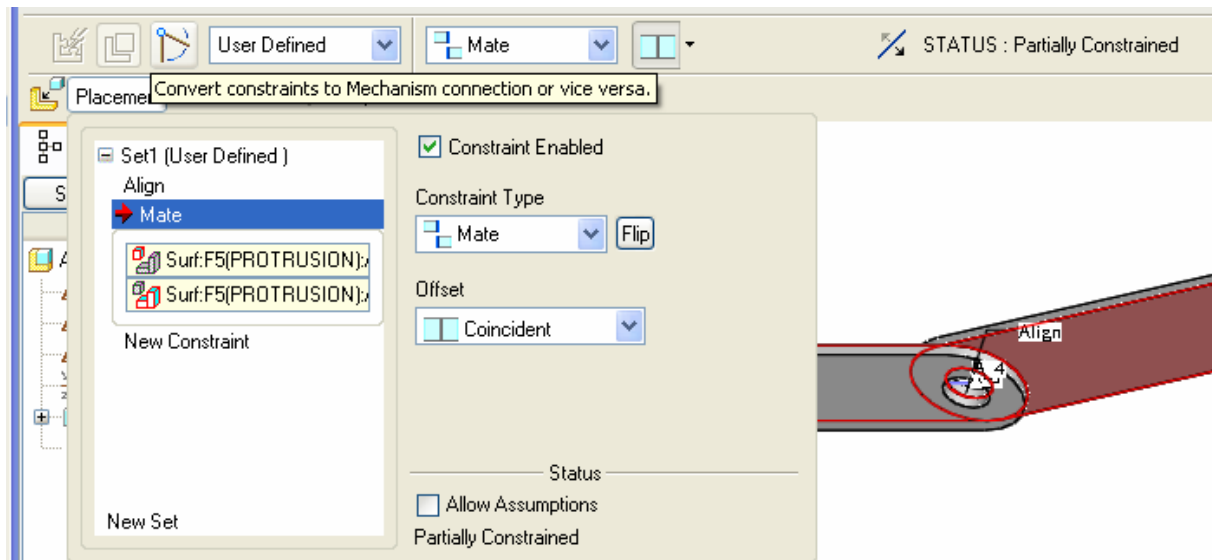 User Defined
Mate
STATUS : Partially Constrained
Convert constraints to Mechanism connection or vice versa.
Placemen
Set1 (User Defined )
Align
Mate
Surf:F5(PROTRUSION):
Surf:F5(PROTRUSION):
New Constraint
New Set
Constraint Enabled
Constraint Type
Mate
Flip
Offset
Coincident
Status
Allow Assumptions
Partially Constrained
S
A
Align